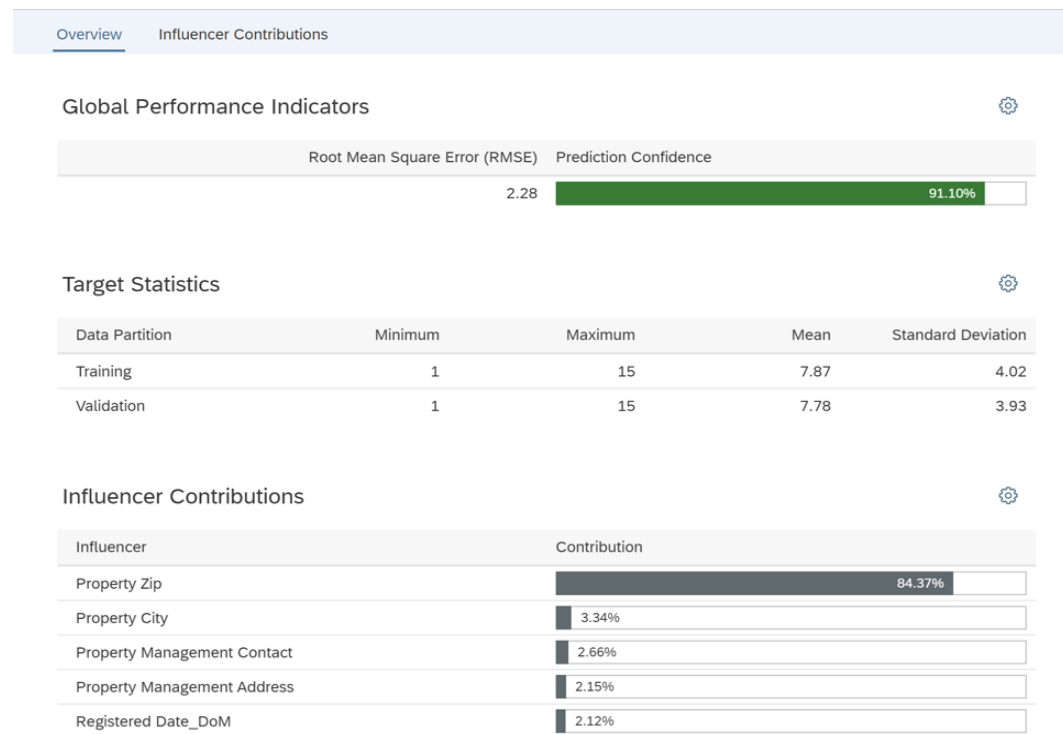 Overview Influencer Contributions
Global Performance Indicators
Root Mean Square Error (RMSE) Prediction Confidence
2.28 91.10%
Target Statistics
Data Partition Minimum Maximum Mean Standard Deviation
Training 1 15 7.87 4.02
Validation 1 15 7.78 3.93
Influencer Contributions
Influencer Contribution
Property Zip 84.37%
Property City 3.34%
Property Management Contact 2.66%
Property Management Address 2.15%
Registered Date_DoM 2.12%